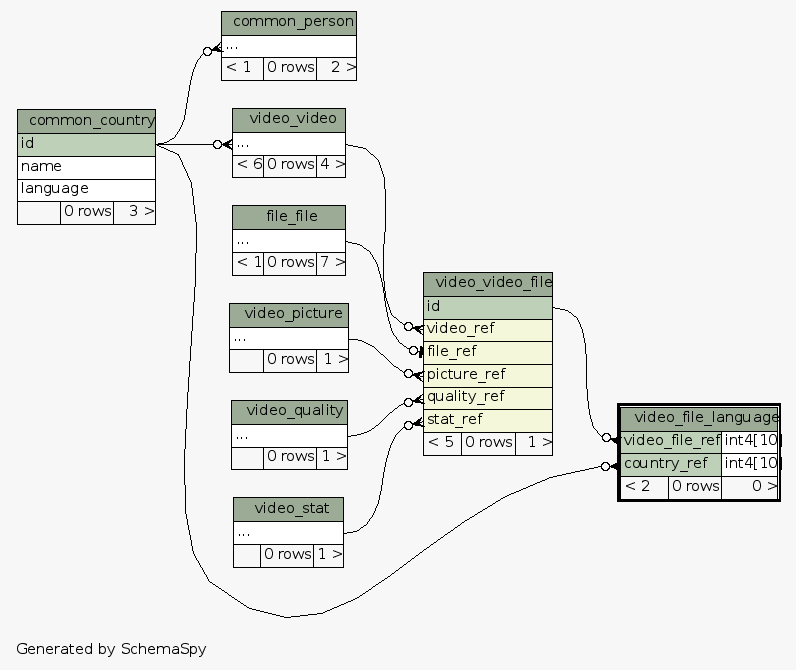 common_person
...
< 1 0 rows 2 >
common_country
id
name
language
0 rows 3 >
video_video
...
< 6 0 rows 4 >
file_file
...
< 1 0 rows 7 >
video_picture
...
0 rows 1 >
video_quality
...
0 rows 1 >
video_stat
...
0 rows 1 >
video_video_file
id
video_ref
file_ref
picture_ref
quality_ref
stat_ref
< 5 0 rows 1 >
video_file_language
video_file_ref int4[10]
country_ref int4[10]
< 2 0 rows 0 >
Generated by SchemaSpy